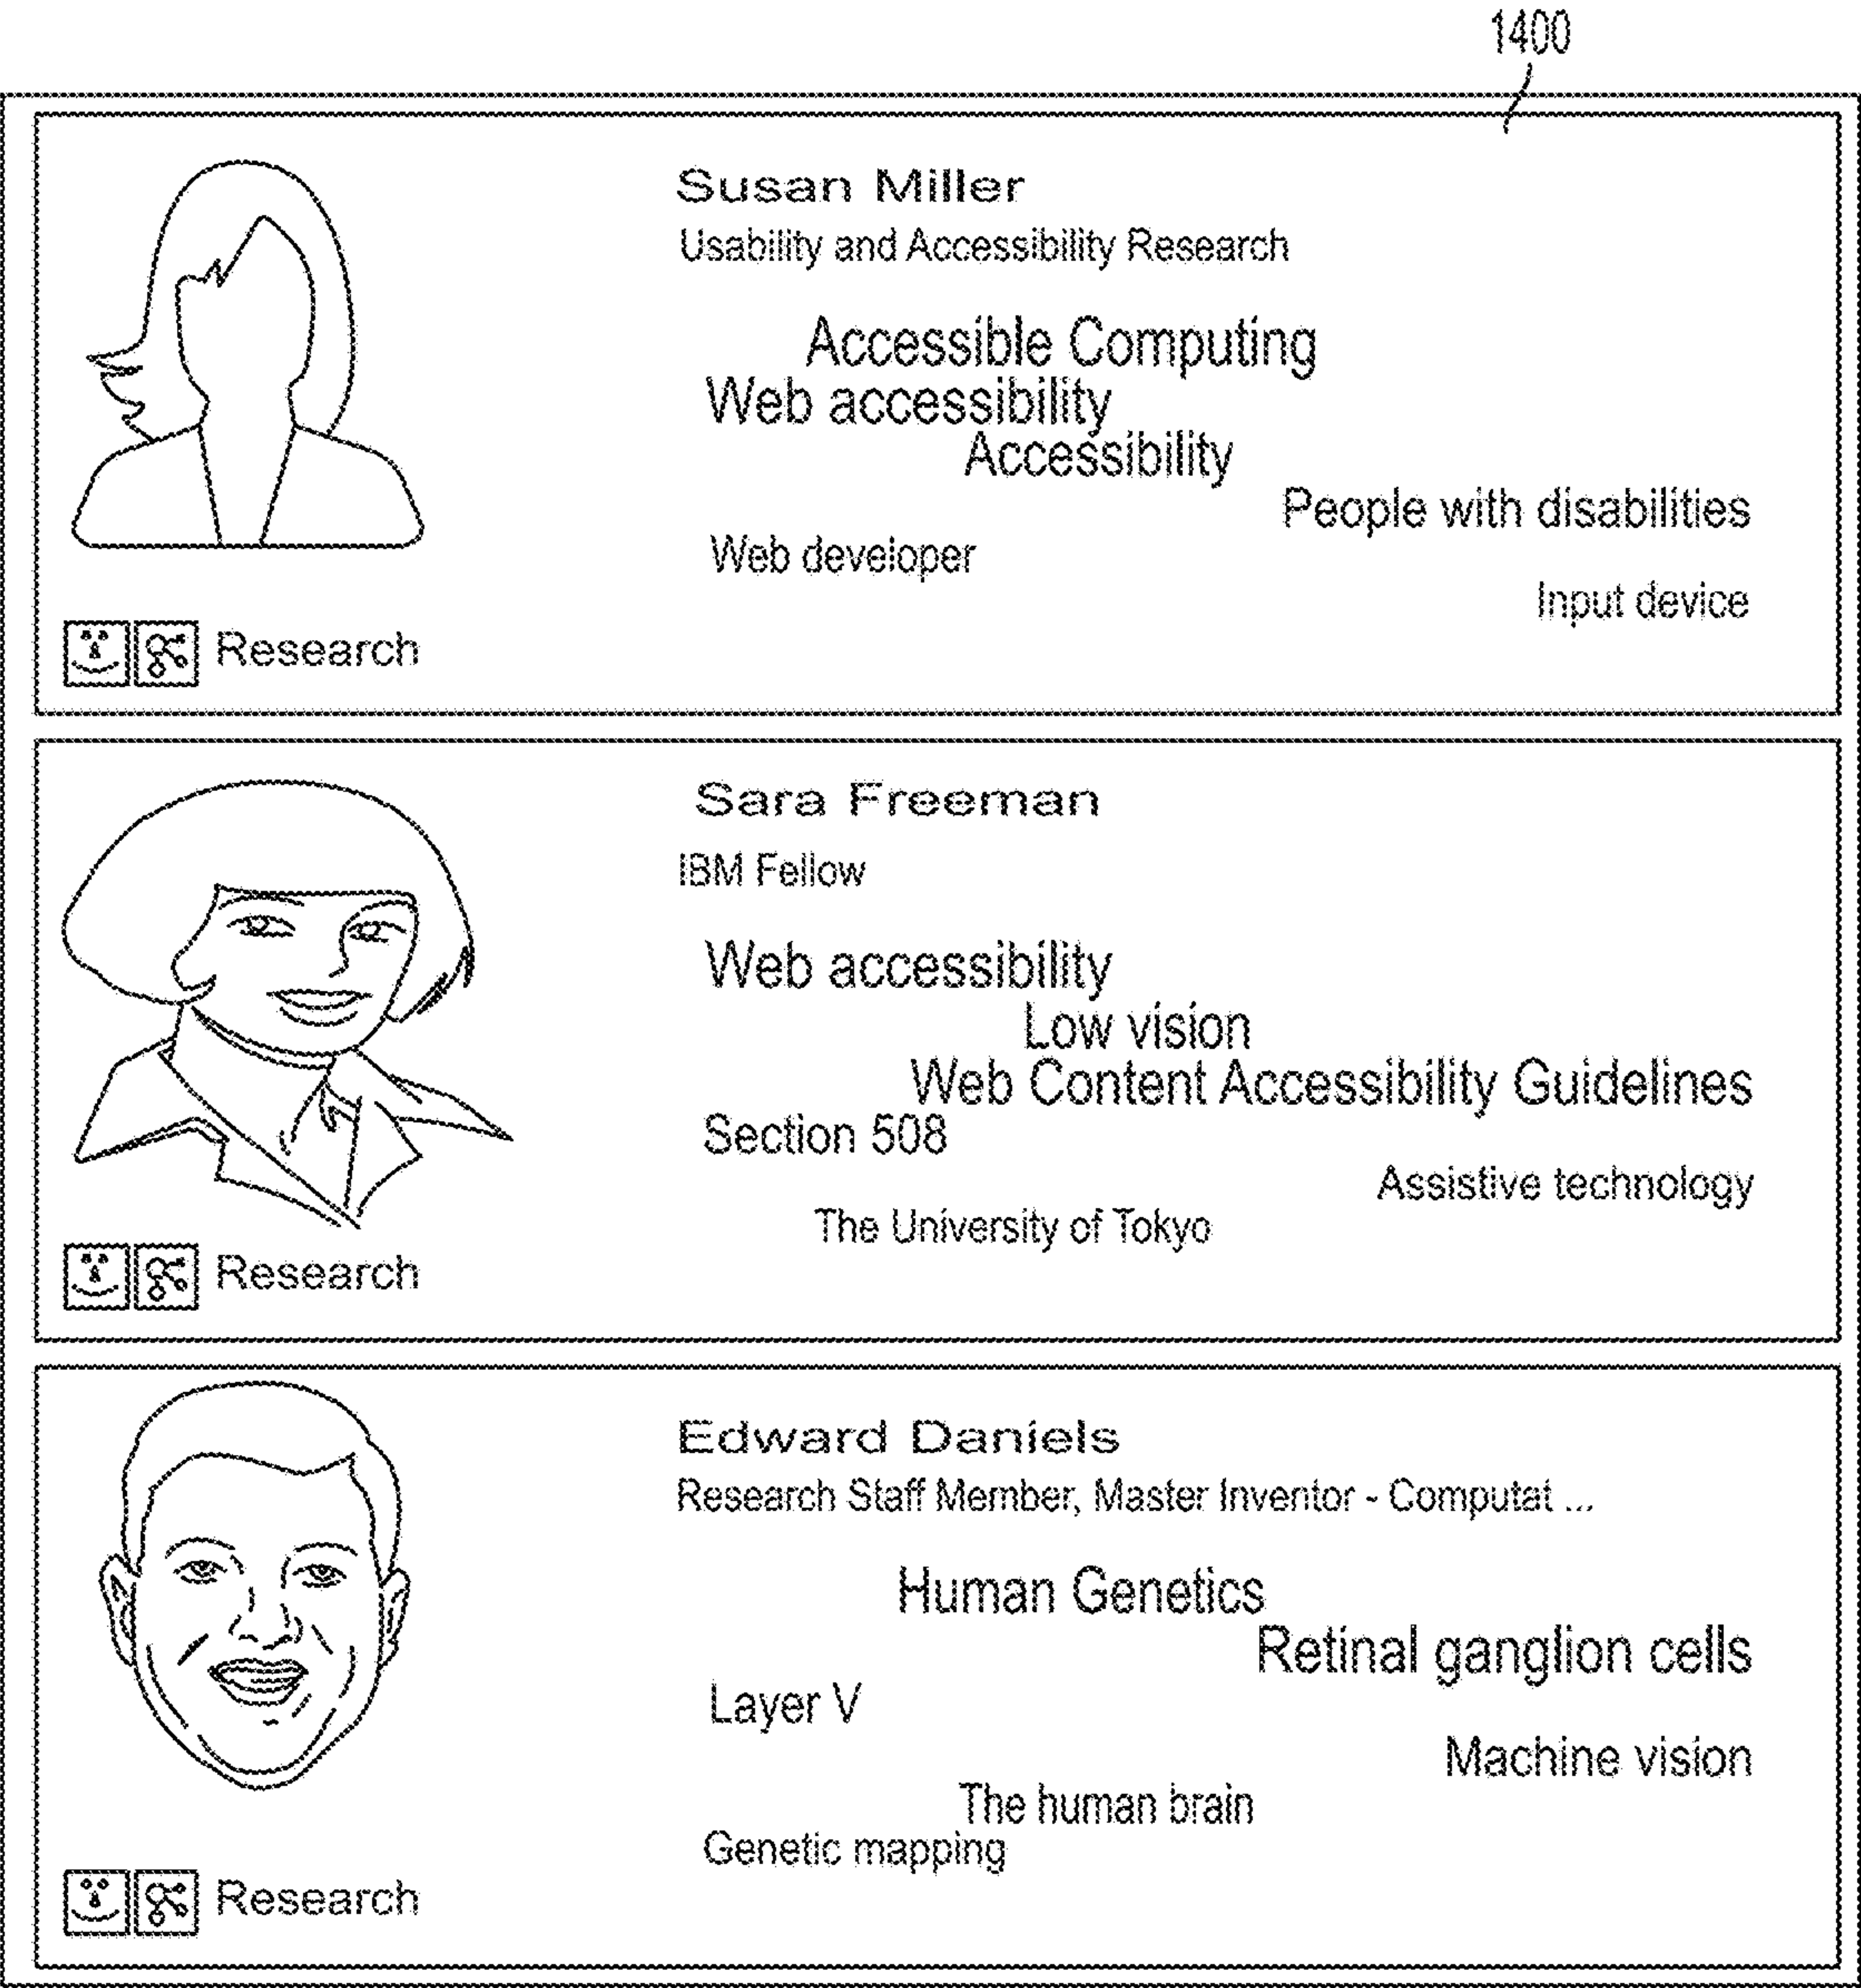 1400
Susan Miller
Usability and Accessibility Research
Accessible Computing
Web accessibility
Accessibility
People with disabilities
Web developer
Input device
Research
Sara Freeman
IBM Fellow
Web accessibility
Low vision
Web Content Accessibility Guidelines
Section 508
Assistive technology
The University of Tokyo
Research
Edward Daniels
Research Staff Member, Master Inventor - Computat ...
Human Genetics
Retinal ganglion cells
Layer V
Machine vision
The human brain
Genetic mapping
Research